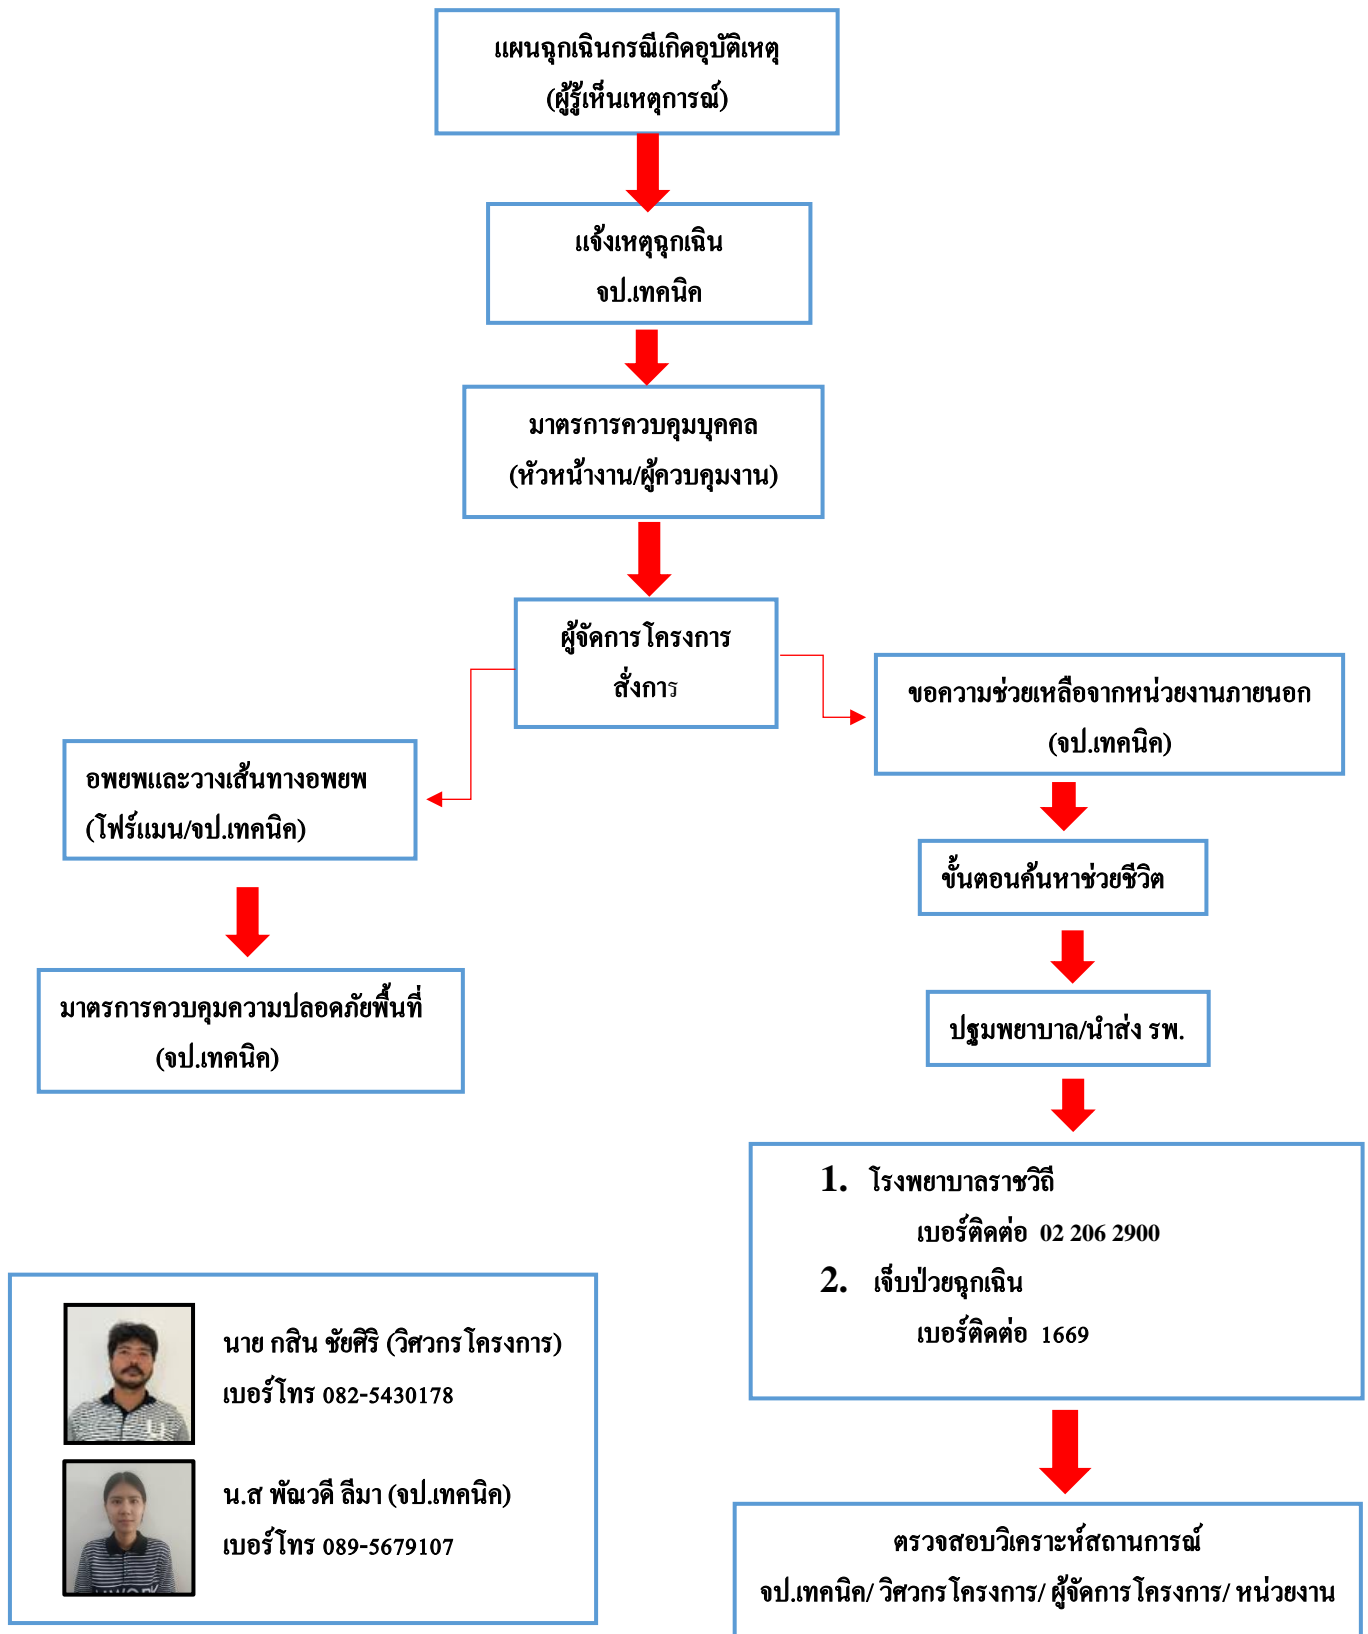 แผนฉุกเฉินกรณีเกิดอุบัติเหตุ
(ผู้รู้เห็นเหตุการณ์)
แจ้งเหตุฉุกเฉิน
จป.เทคนิค
มาตรการควบคุมบุคคล
(หัวหน้างาน/ผู้ควบคุมงาน)
ผู้จัดการโครงการ
สั่งการ
อพยพและวางเส้นทางอพยพ
(โฟร์แมน/จป.เทคนิค)
มาตรการควบคุมความปลอดภัยพื้นที่
(จป.เทคนิค)
ขอความช่วยเหลือจากหน่วยงานภายนอก
(จป.เทคนิค)
ขั้นตอนค้นหาช่วยชีวิต
ปฐมพยาบาล/นำส่ง รพ.
1. โรงพยาบาลราชวิถี
เบอร์ติดต่อ 02 206 2900
2. เจ็บป่วยฉุกเฉิน
เบอร์ติดต่อ 1669
ตรวจสอบวิเคราะห์สถานการณ์
จป.เทคนิค/ วิศวกรโครงการ/ ผู้จัดการโครงการ/ หน่วยงาน
นาย กสิน ชัยศิริ (วิศวกรโครงการ)
เบอร์โทร 082-5430178
น.ส พัฒวดี ลีมา (จป.เทคนิค)
เบอร์โทร 089-5679107